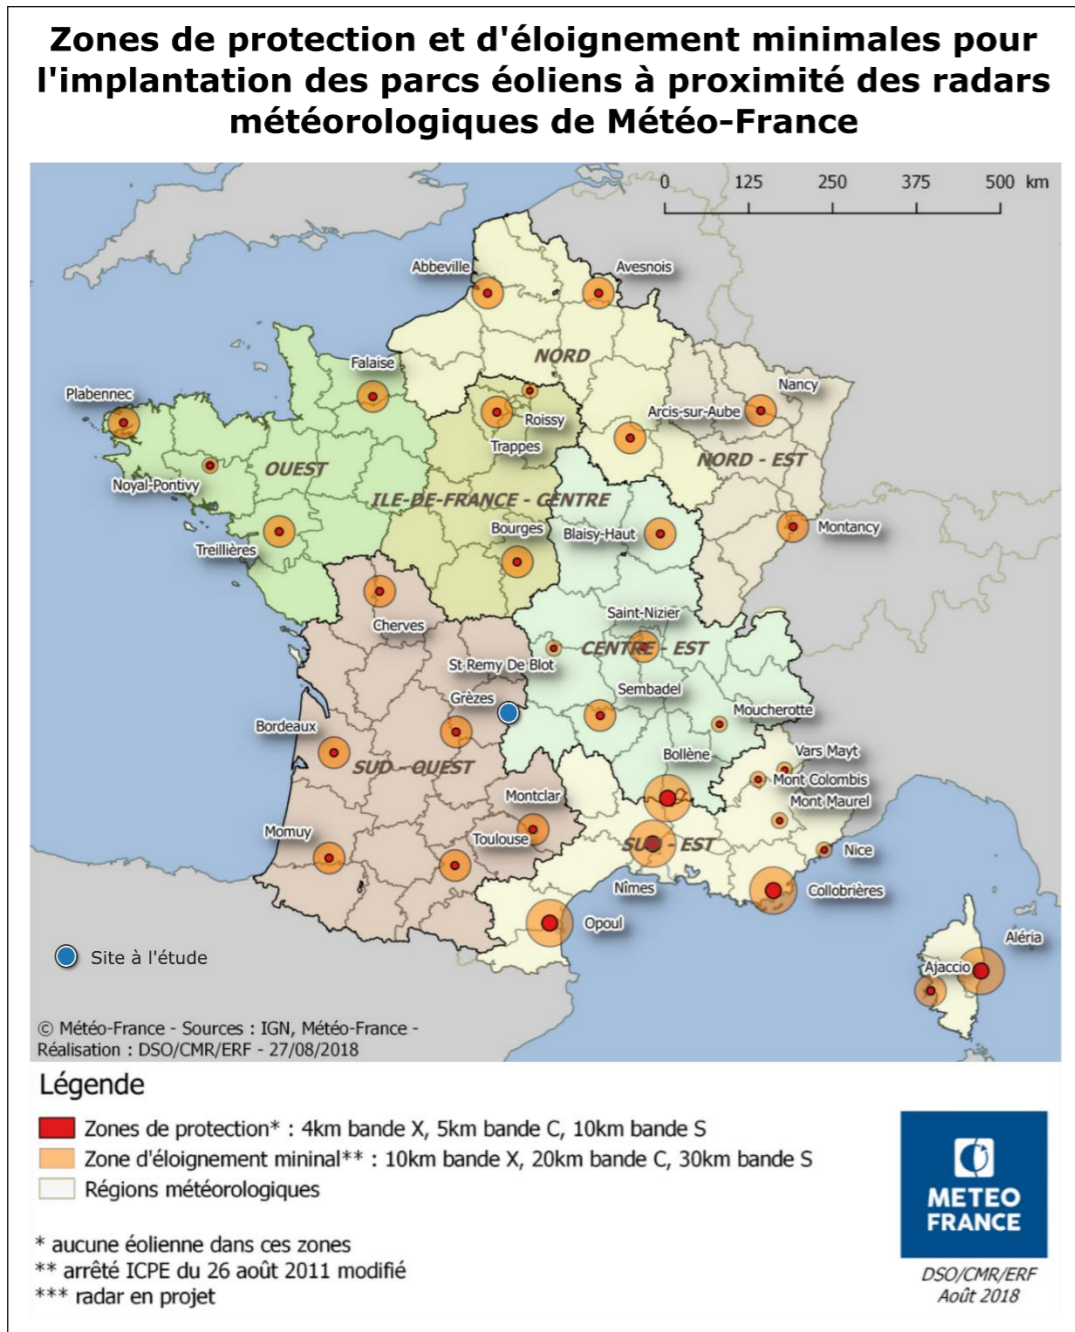 Zones de protection et d'éloignement minimales pour
l'implantation des parcs éoliens à proximité des radars
météorologiques de Météo-France
0 125 250 375 500 km
Abbeville
Avesnois
NORD
Falaise
Nancy
Plabennec
Arcis-sur-Aube
Roissy
Trappes
NORD - EST
OUEST
Noyal-Pontivy
ILE-DE-FRANCE - CENTRE
Bourges
Blaisy-Haut
Montancy
Treillières
Saint-Nizier
Cherves
CENTRE - EST
St Remy De Blot
Sembadel
Grèzes
Moucherotte
Bordeaux
Bollène
Vars Mayt
SUD - OUEST
Mont Colombis
Montclar
Mont Maurel
Momuy
Toulouse
SUD - EST
Nice
Nîmes
Collobrières
Opoul
Aléria
Site à l'étude
Ajaccio
© Météo-France - Sources : IGN, Météo-France -
Réalisation : DSO/CMR/ERF - 27/08/2018
Légende
Zones de protection* : 4km bande X, 5km bande C, 10km bande S
Zone d'éloignement mininal** : 10km bande X, 20km bande C, 30km bande S
Régions météorologiques
* aucune éolienne dans ces zones
** arrêté ICPE du 26 août 2011 modifié
*** radar en projet
METEO
FRANCE
DSO/CMR/ERF
Août 2018